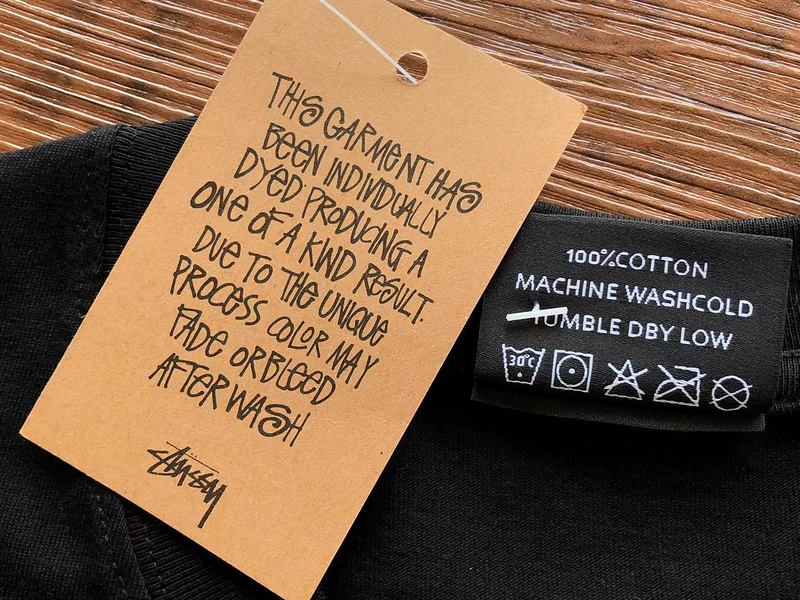 THIS GARMENT HAS
BEEN INDIVIDUALLY
DYED: PRODUCING A
ONE OF A KIND RESULT.
DUE TO THE UNIQUE
PROCESS COLOR MAY
FADE OR BLEED
AFTER WASH
STÜSSY
100%COTTON
MACHINE WASHCOLD
TUMBLE DBY LOW
30°C